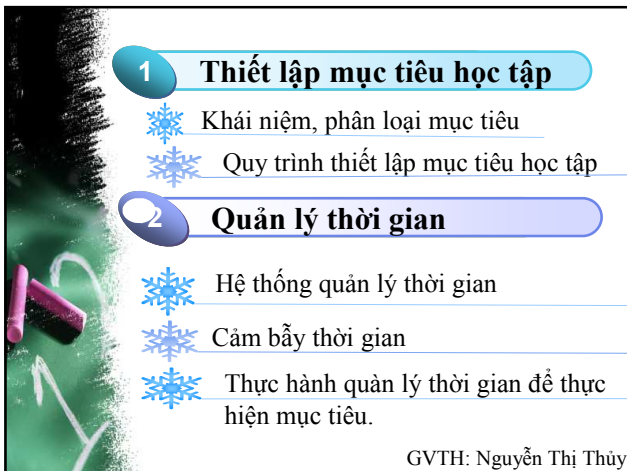 1 Thiết lập mục tiêu học tập
Khái niệm, phân loại mục tiêu
Quy trình thiết lập mục tiêu học tập
2 Quản lý thời gian
Hệ thống quản lý thời gian
Cảm bẫy thời gian
Thực hành quàn lý thời gian để thực
hiện mục tiêu.
GVTH: Nguyễn Thị Thủy